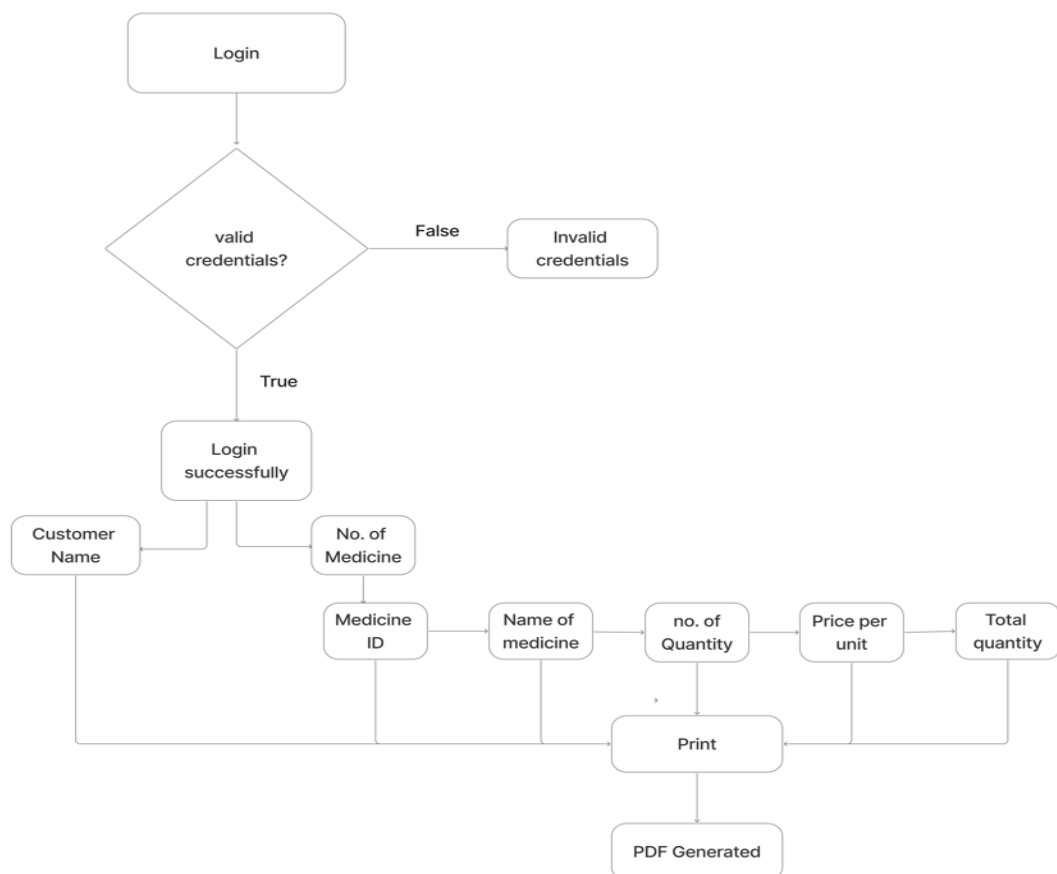 Login
valid
credentials?
False
Invalid
credentials
True
Login
successfully
Customer
Name
No. of
Medicine
Medicine
ID
Name of
medicine
no. of
Quantity
Price per
unit
Total
quantity
Print
PDF Generated